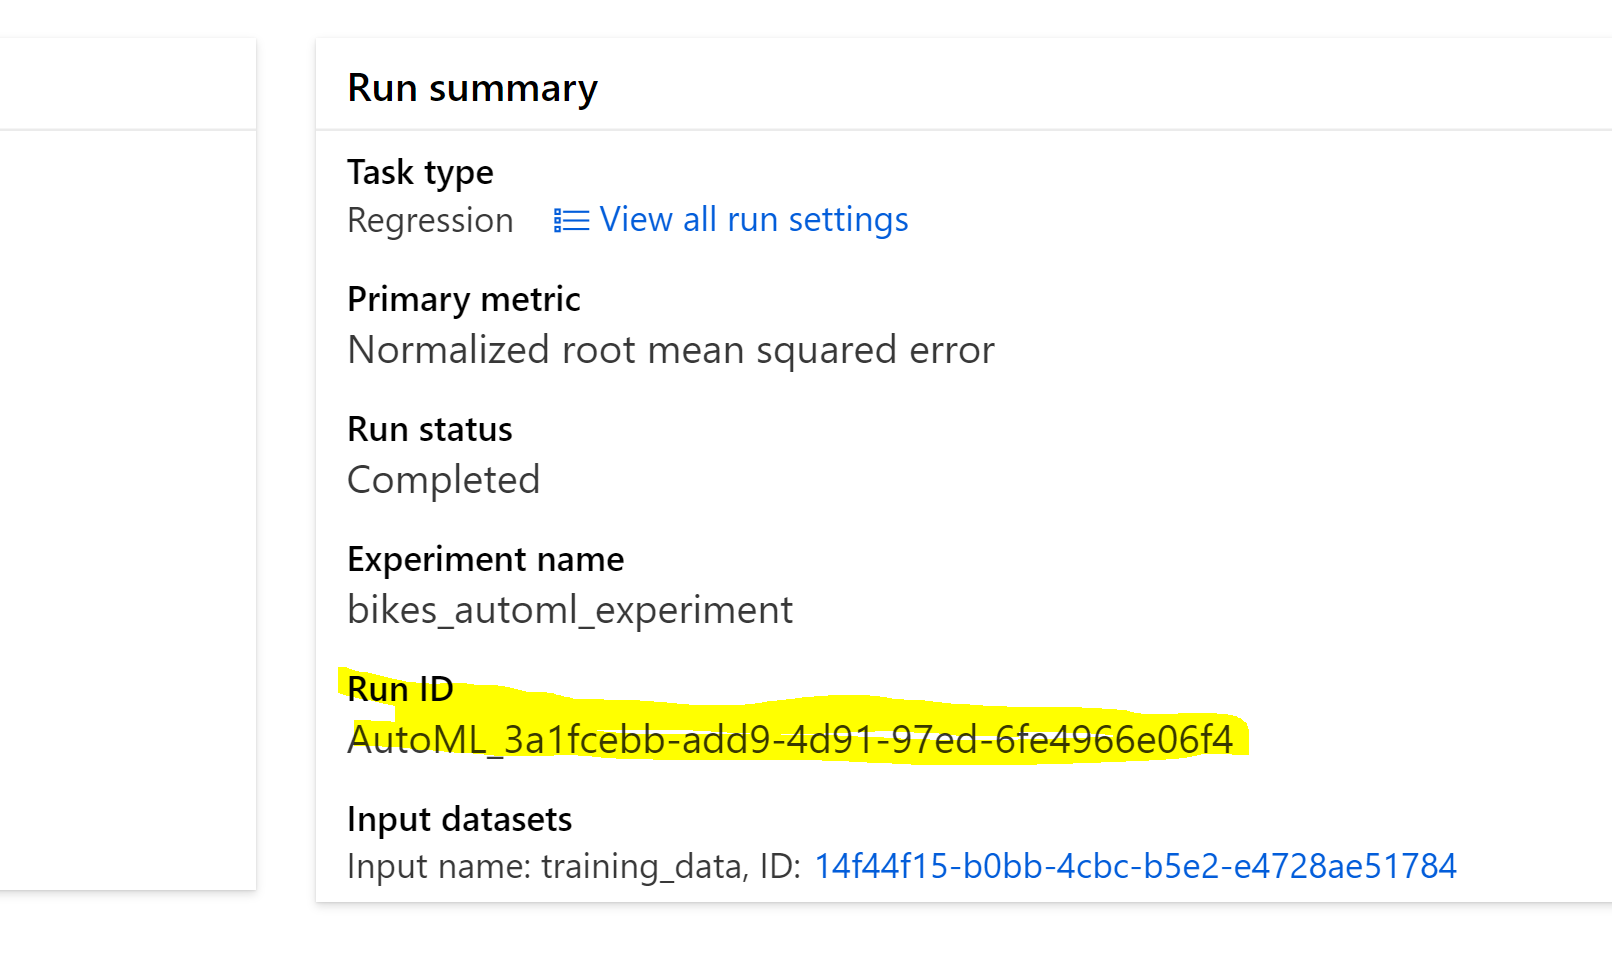 Run summary
Task type
Regression View all run settings
Primary metric
Normalized root mean squared error
Run status
Completed
Experiment name
bikes_automl_experiment
Run ID
AutoML_3a1fcebb-add9-4d91-97ed-6fe4966e06f4
Input datasets
Input name: training_data, ID: 14f44f15-b0bb-4cbc-b5e2-e4728ae51784